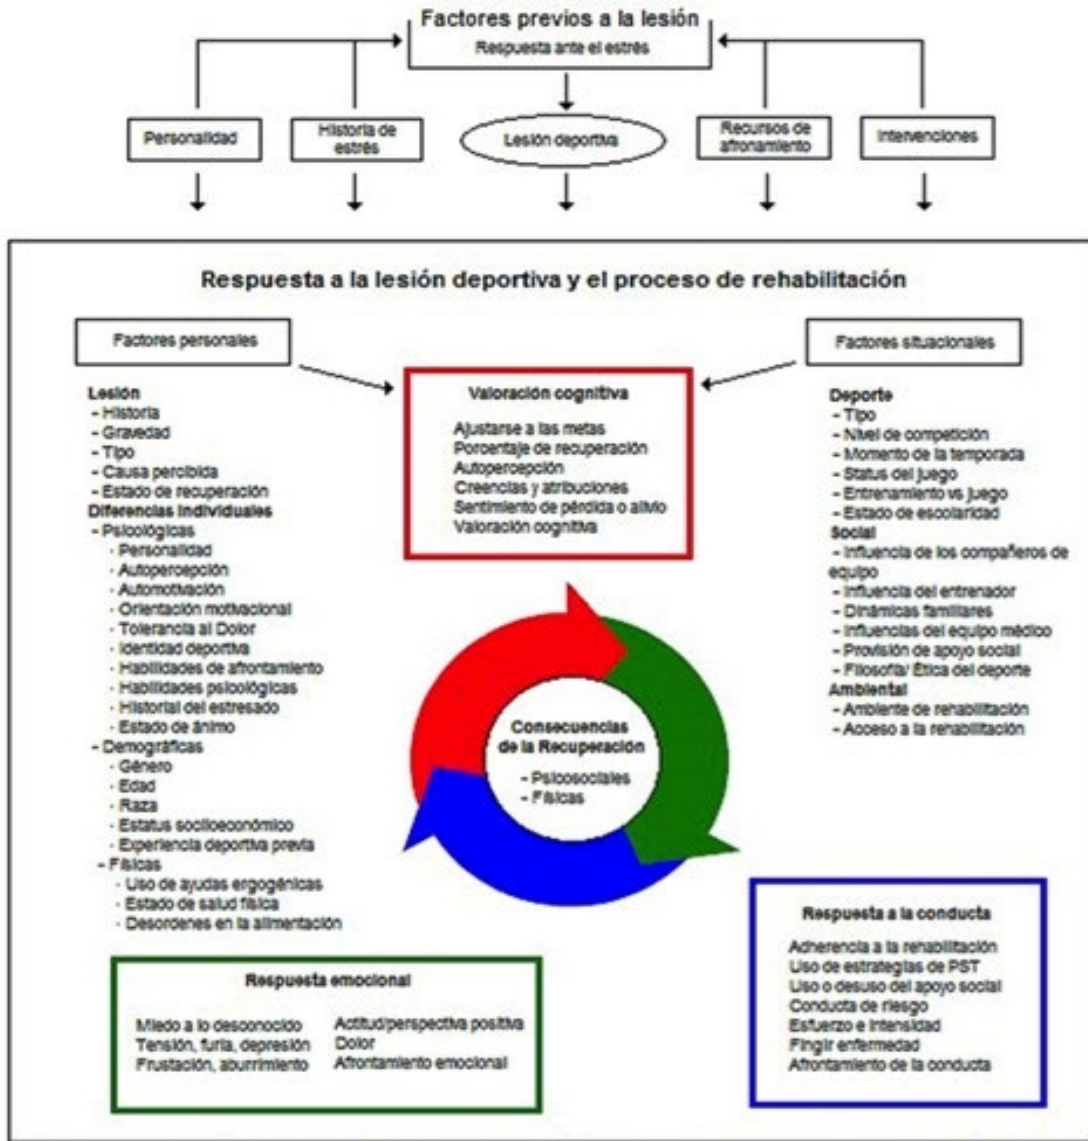 Factores previos a la lesión
Respuesta ante el estrés
Personalidad
Historia de
estrés
Lesión deportiva
Recursos de
afronamiento
Intervenciones
Respuesta a la lesión deportiva y el proceso de rehabilitación
Factores personales
Factores situacionales
Lesión
- Historia
- Gravedad
- Tipo
- Causa percibida
- Estado de recuperación
Diferencias individuales
- Psicológicas
· Personalidad
· Autopercepción
· Automotivación
· Orientación motivacional
· Tolerancia al Dolor
· Identidad deportiva
· Habilidades de afrontamiento
· Habilidades psicológicas
· Historial del estresado
· Estado de ánimo
- Demográficas
· Género
· Edad
· Raza
· Estatus socioeconómico
· Experiencia deportiva previa
- Físicas
· Uso de ayudas ergogénicas
· Estado de salud física
· Desordenes en la alimentación
Valoración cognitiva
Ajustarse a las metas
Porcentaje de recuperación
Autopercepción
Creencias y atribuciones
Sentimiento de pérdida o alivio
Valoración cognitiva
Deporte
- Tipo
- Nivel de competición
- Momento de la temporada
- Status del juego
- Entrenamiento vs juego
- Estado de escolaridad
Social
- Influencia de los compañeros de
equipo
- Influencia del entrenador
- Dinámicas familiares
- Influencias del equipo médico
- Provisión de apoyo social
- Filosofía/ Ética del deporte
Ambiental
- Ambiente de rehabilitación
- Acceso a la rehabilitación
Consecuencias
de la Recuperación
- Psicosociales
- Físicas
Respuesta emocional
Miedo a lo desconocido
Tensión, furia, depresión
Frustación, aburrimiento
Actitud/perspectiva positiva
Dolor
Afrontamiento emocional
Respuesta a la conducta
Adherencia a la rehabilitación
Uso de estrategias de PST
Uso o desuso del apoyo social
Conducta de riesgo
Esfuerzo e intensidad
Fingir enfermedad
Afrontamiento de la conducta